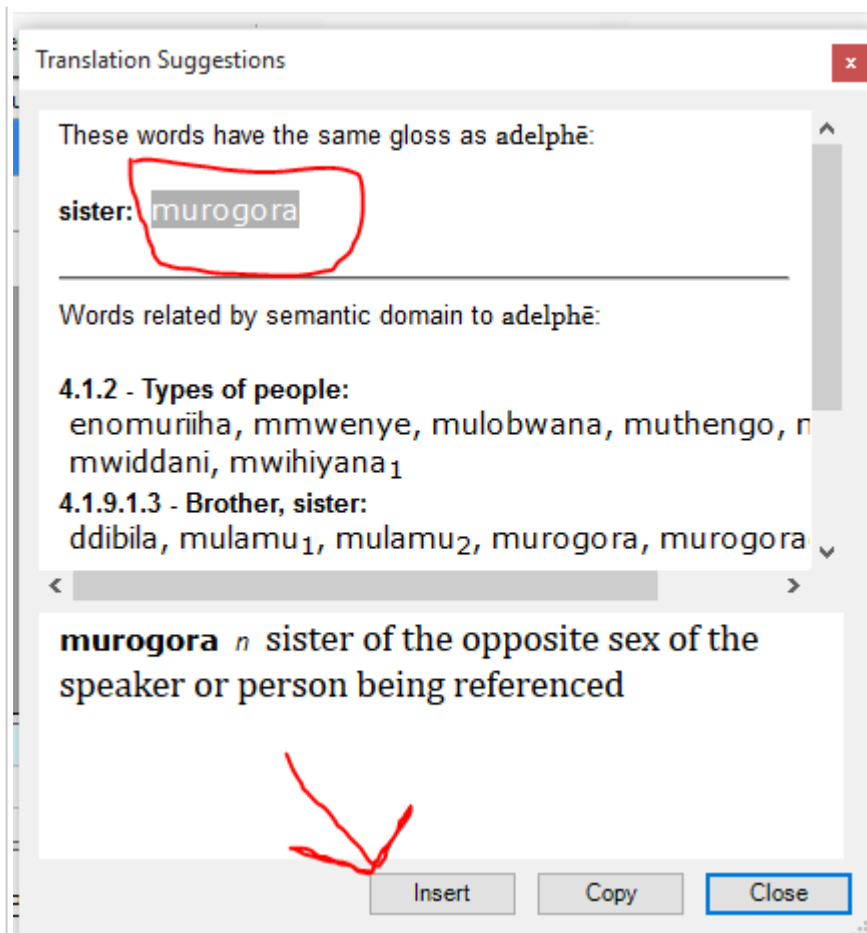 Translation Suggestions
x
These words have the same gloss as adelphē:
sister: murogora
Words related by semantic domain to adelphē:
4.1.2 - Types of people:
enomuriiha, mmwenye, mulobwana, muthengo,
mwiddani, mwihiyana₁
4.1.9.1.3 - Brother, sister:
ddibila, mulamu₁, mulamu₂, murogora, murogora
murogora n sister of the opposite sex of the
speaker or person being referenced
Insert Copy Close